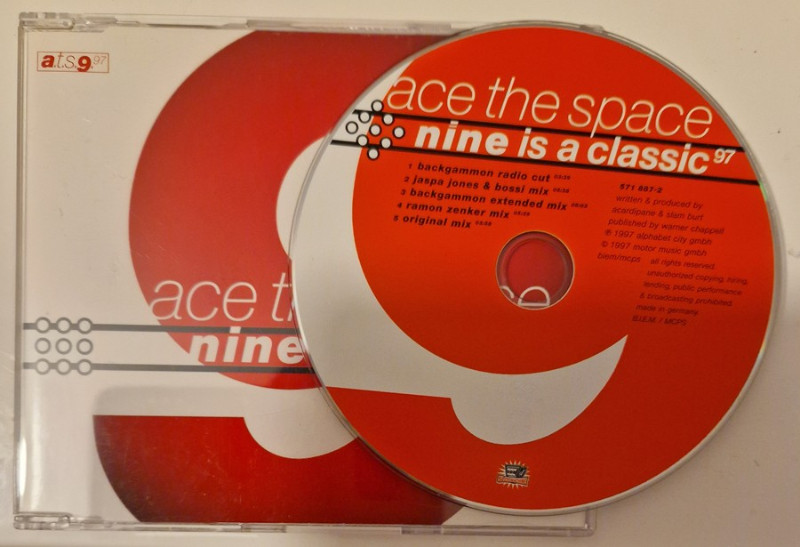 a.t.s.9.97
ace th
nine
ace the space
nine is a classic 97
1 backgammon radio cut
2 jaspa jones & bossi mix
3 backgammon extended mix
4 ramon zenker mix
5 original mix
571 687-2
written & produced by
scardipane & slam burt
published by warner chappell
℗ 1997 alphabet city gmbh
© 1997 motor music gmbh
biem/mcps all rights reserved
unauthorized copying, hiring,
lending, public performance
& broadcasting prohibited
made in germany